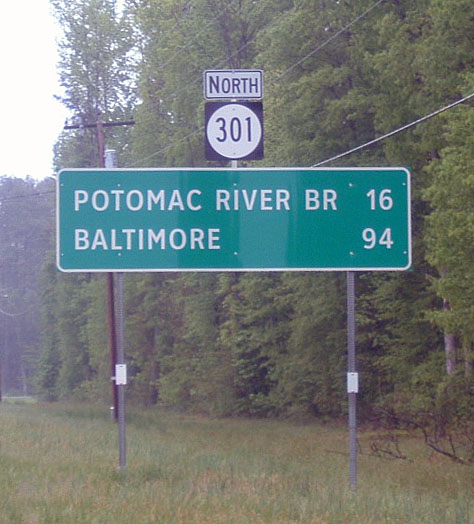 NORTH
301
POTOMAC RIVER BR 16
BALTIMORE 94